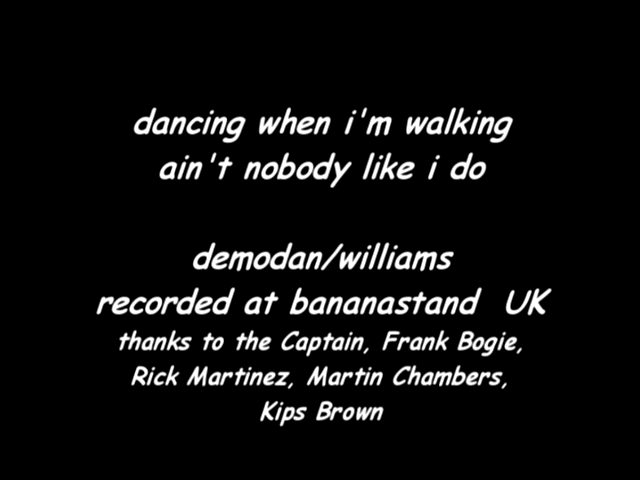 dancing when i'm walking
ain't nobody like i do
demodan/williams
recorded at bananastand UK
thanks to the Captain, Frank Bogie,
Rick Martinez, Martin Chambers,
Kips Brown